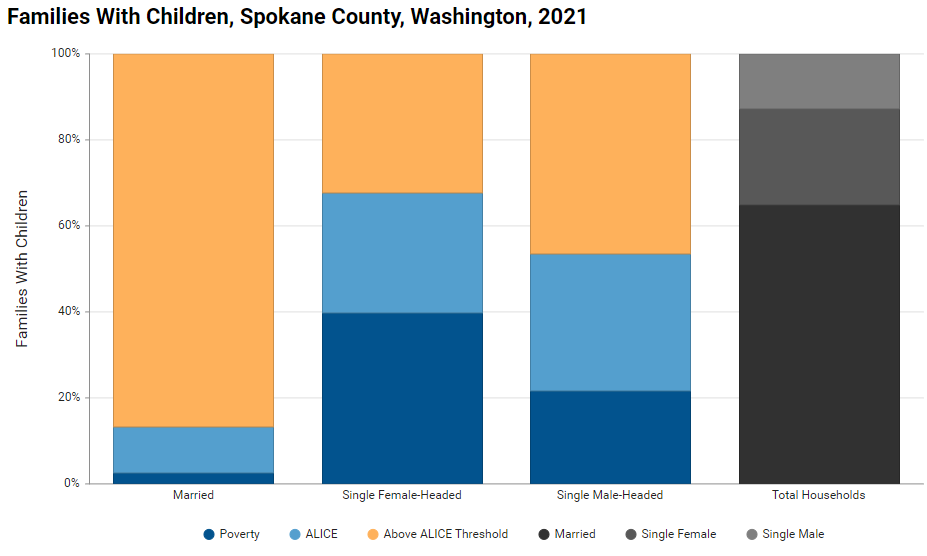 Families With Children, Spokane County, Washington, 2021
100%
80%
60%
40%
20%
0%
Families With Children
Married Single Female-Headed Single Male-Headed Total Households
Poverty ALICE Above ALICE Threshold Married Single Female Single Male